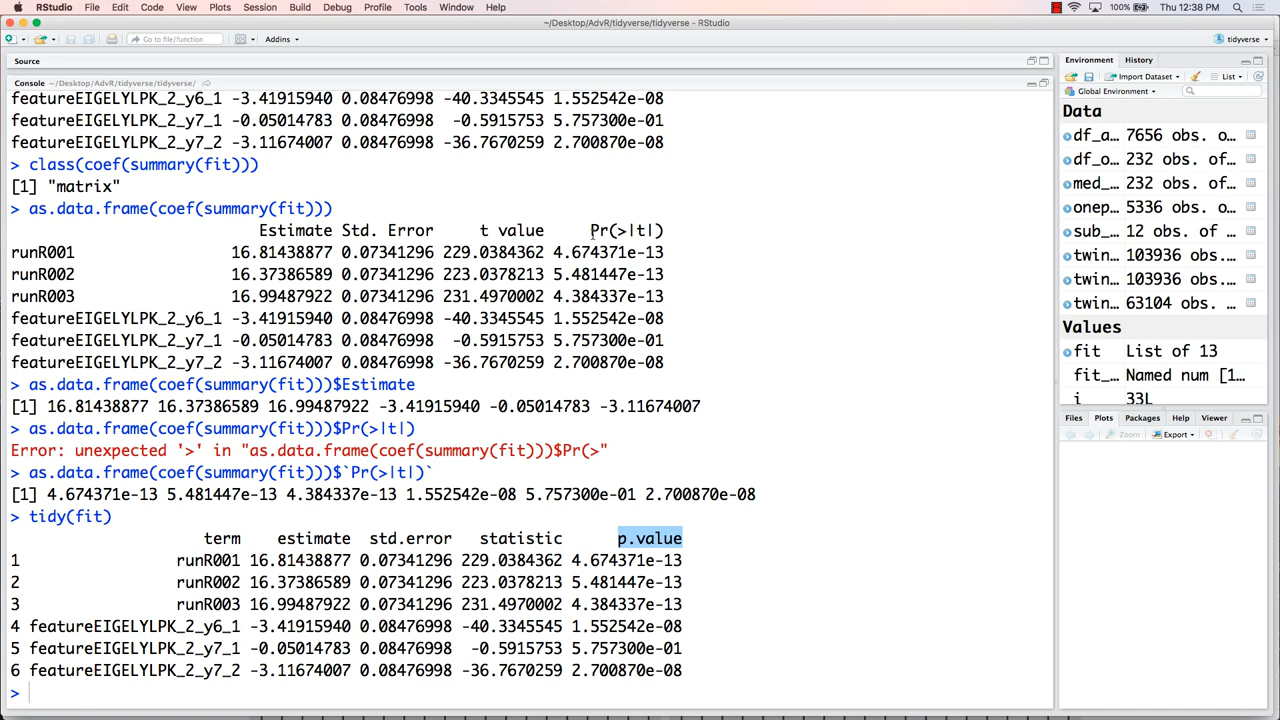 RStudio File Edit Code View Plots Session Build Debug Profile Tools Window Help 100% Thu 12:38 PM
~/Desktop/AdvR/tidyverse/tidyverse - RStudio
Go to file/function Addins tidyverse
Source
Console ~/Desktop/AdvR/tidyverse/tidyverse/
featureEIGELYLPK_2_y6_1 -3.41915940 0.08476998 -40.3345545 1.552542e-08
featureEIGELYLPK_2_y7_1 -0.05014783 0.08476998 -0.5915753 5.757300e-01
featureEIGELYLPK_2_y7_2 -3.11674007 0.08476998 -36.7670259 2.700870e-08
> class(coef(summary(fit)))
[1] "matrix"
> as.data.frame(coef(summary(fit)))
Estimate Std. Error t value Pr(>|t|)
runR001 16.81438877 0.07341296 229.0384362 4.674371e-13
runR002 16.37386589 0.07341296 223.0378213 5.481447e-13
runR003 16.99487922 0.07341296 231.4970002 4.384337e-13
featureEIGELYLPK_2_y6_1 -3.41915940 0.08476998 -40.3345545 1.552542e-08
featureEIGELYLPK_2_y7_1 -0.05014783 0.08476998 -0.5915753 5.757300e-01
featureEIGELYLPK_2_y7_2 -3.11674007 0.08476998 -36.7670259 2.700870e-08
> as.data.frame(coef(summary(fit)))$Estimate
[1] 16.81438877 16.37386589 16.99487922 -3.41915940 -0.05014783 -3.11674007
> as.data.frame(coef(summary(fit)))$Pr(>|t|)
Error: unexpected '>' in "as.data.frame(coef(summary(fit)))$Pr(>"
> as.data.frame(coef(summary(fit)))$`Pr(>|t|)`
[1] 4.674371e-13 5.481447e-13 4.384337e-13 1.552542e-08 5.757300e-01 2.700870e-08
> tidy(fit)
term estimate std.error statistic p.value
1 runR001 16.81438877 0.07341296 229.0384362 4.674371e-13
2 runR002 16.37386589 0.07341296 223.0378213 5.481447e-13
3 runR003 16.99487922 0.07341296 231.4970002 4.384337e-13
4 featureEIGELYLPK_2_y6_1 -3.41915940 0.08476998 -40.3345545 1.552542e-08
5 featureEIGELYLPK_2_y7_1 -0.05014783 0.08476998 -0.5915753 5.757300e-01
6 featureEIGELYLPK_2_y7_2 -3.11674007 0.08476998 -36.7670259 2.700870e-08
>
Environment History
Import Dataset List
Global Environment
Data
df_a… 7656 obs. o…
df_o… 232 obs. of…
med_… 232 obs. of…
onep… 5336 obs. o…
sub_… 12 obs. of …
twin… 103936 obs.…
twin… 103936 obs.…
twin… 63104 obs. …
Values
fit List of 13
fit_… Named num [1…
i 33L
Files Plots Packages Help Viewer
Zoom Export